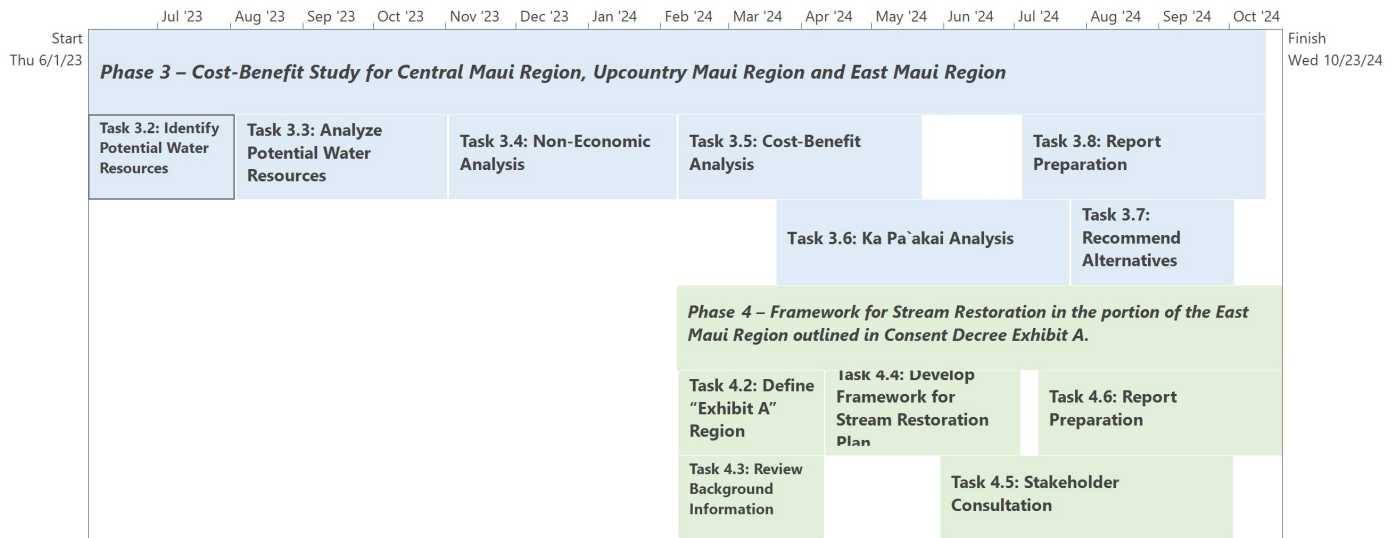 Jul '23 Aug '23 Sep '23 Oct '23 Nov '23 Dec '23 Jan '24 Feb '24 Mar '24 Apr '24 May '24 Jun '24 Jul '24 Aug '24 Sep '24 Oct '24
Start
Thu 6/1/23
Finish
Wed 10/23/24
Phase 3 – Cost-Benefit Study for Central Maui Region, Upcountry Maui Region and East Maui Region
Task 3.2: Identify
Potential Water
Resources
Task 3.3: Analyze
Potential Water
Resources
Task 3.4: Non-Economic
Analysis
Task 3.5: Cost-Benefit
Analysis
Task 3.8: Report
Preparation
Task 3.6: Ka Pa`akai Analysis
Task 3.7:
Recommend
Alternatives
Phase 4 – Framework for Stream Restoration in the portion of the East
Maui Region outlined in Consent Decree Exhibit A.
Task 4.2: Define
“Exhibit A”
Region
Task 4.4: Develop
Framework for
Stream Restoration
Plan
Task 4.6: Report
Preparation
Task 4.3: Review
Background
Information
Task 4.5: Stakeholder
Consultation